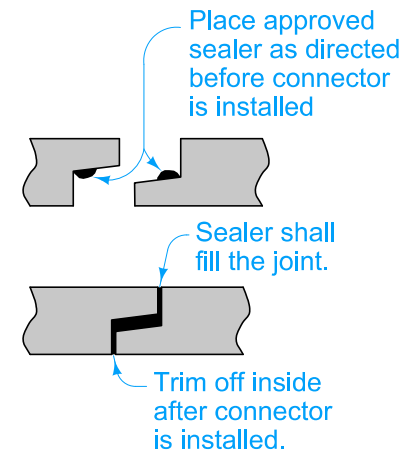 Place approved
sealer as directed
before connector
is installed
Sealer shall
fill the joint.
Trim off inside
after connector
is installed.